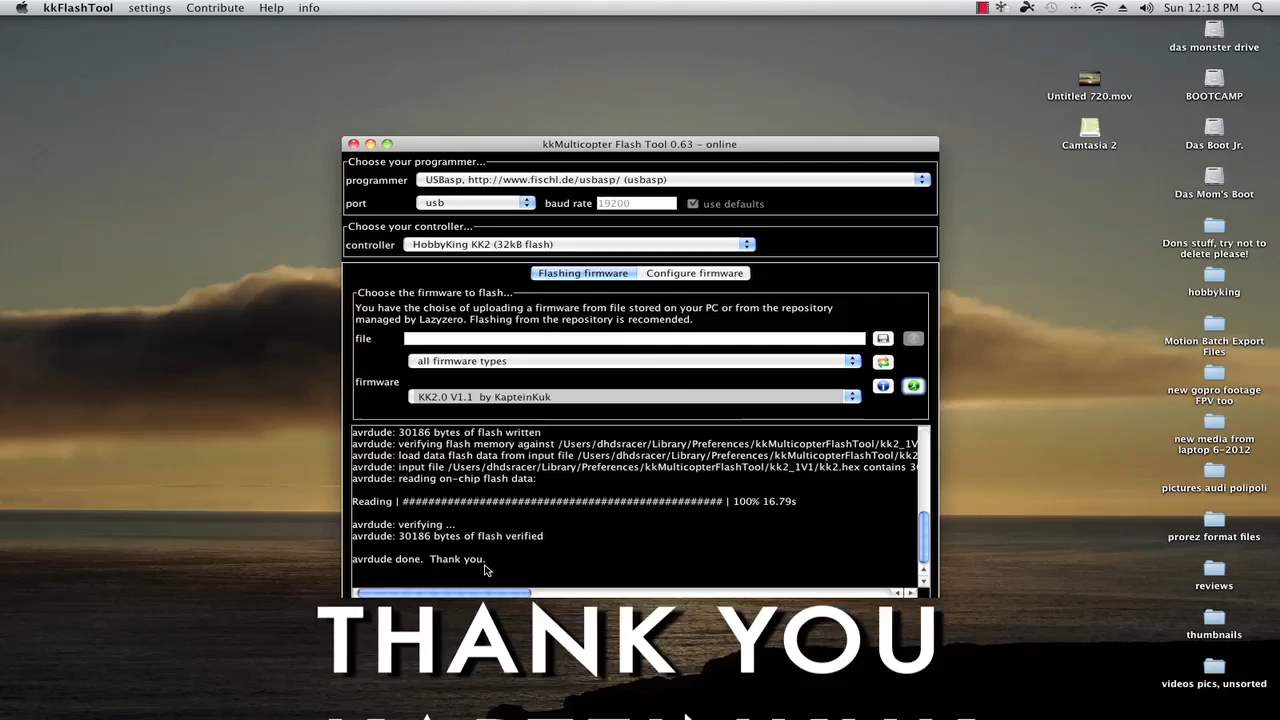 kkFlashTool settings Contribute Help info Sun 12:18 PM
das monster drive
Untitled 720.mov
BOOTCAMP
Camtasia 2
Das Boot Jr.
Das Mom's Boot
Dons stuff, try not to
delete please!
hobbyking
Motion Batch Export
Files
new gopro footage
FPV too
new media from
laptop 6-2012
pictures audi polipoli
prorez format files
reviews
thumbnails
videos pics, unsorted
kkMulticopter Flash Tool 0.63 – online
Choose your programmer...
programmer USBasp, http://www.fischl.de/usbasp/ (usbasp)
port usb baud rate 19200 use defaults
Choose your controller...
controller HobbyKing KK2 (32kB flash)
Flashing firmware Configure firmware
Choose the firmware to flash...
You have the choise of uploading a firmware from file stored on your PC or from the repository
managed by Lazyzero. Flashing from the repository is recomended.
file
all firmware types
firmware
KK2.0 V1.1 by KapteinKuk
avrdude: 30186 bytes of flash written
avrdude: verifying flash memory against /Users/dhdsracer/Library/Preferences/kkMulticopterFlashTool/kk2_1V
avrdude: load data flash data from input file /Users/dhdsracer/Library/Preferences/kkMulticopterFlashTool/kk2
avrdude: input file /Users/dhdsracer/Library/Preferences/kkMulticopterFlashTool/kk2_1V1/kk2.hex contains 30
avrdude: reading on-chip flash data:
Reading | ################################################## | 100% 16.79s
avrdude: verifying ...
avrdude: 30186 bytes of flash verified
avrdude done. Thank you.
THANK YOU